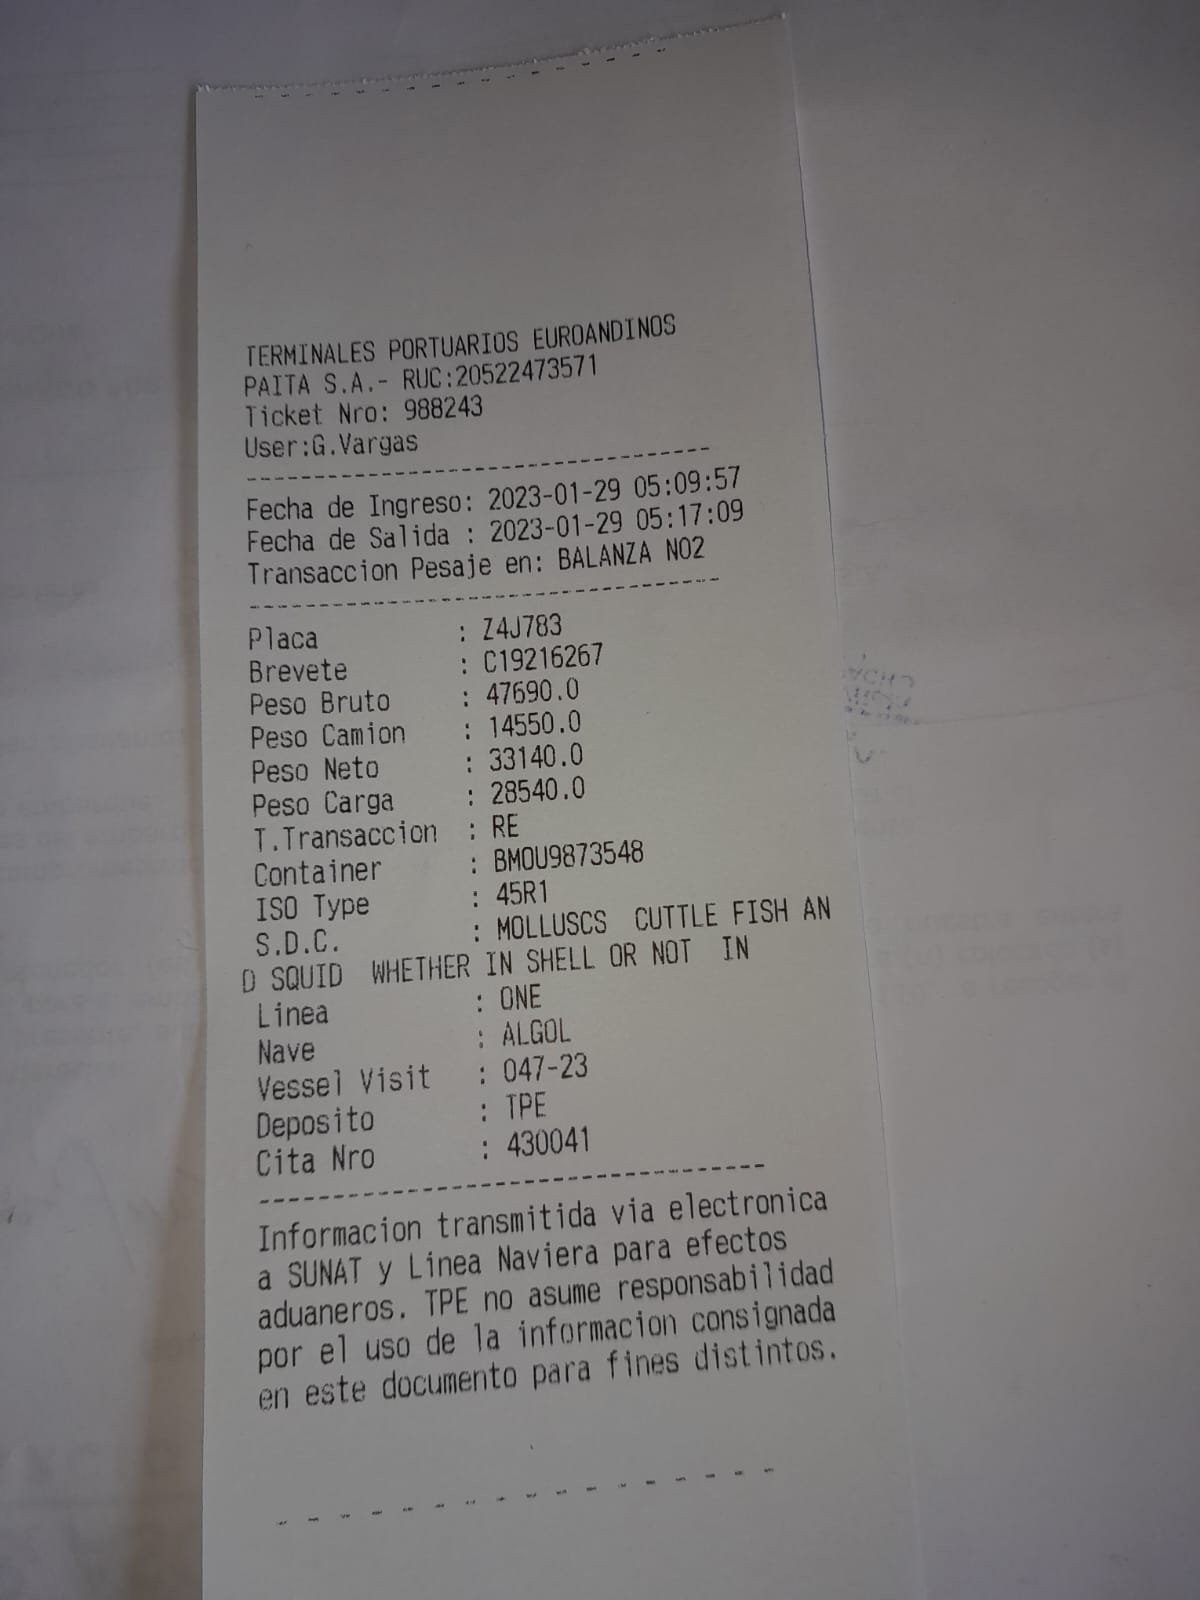 TERMINALES PORTUARIOS EUROANDINOS
PAITA S.A.- RUC:20522473571
Ticket Nro: 988243
User:G.Vargas
----------------------------------
Fecha de Ingreso: 2023-01-29 05:09:57
Fecha de Salida : 2023-01-29 05:17:09
Transaccion Pesaje en: BALANZA NO2
----------------------------------
Placa : Z4J783
Brevete : C19216267
Peso Bruto : 47690.0
Peso Camion : 14550.0
Peso Neto : 33140.0
Peso Carga : 28540.0
T.Transaccion : RE
Container : BMOU9873548
ISO Type : 45R1
S.D.C. : MOLLUSCS CUTTLE FISH AN
D SQUID WHETHER IN SHELL OR NOT IN
Linea : ONE
Nave : ALGOL
Vessel Visit : 047-23
Deposito : TPE
Cita Nro : 430041
----------------------------------
Informacion transmitida via electronica
a SUNAT y Linea Naviera para efectos
aduaneros. TPE no asume responsabilidad
por el uso de la informacion consignada
en este documento para fines distintos.